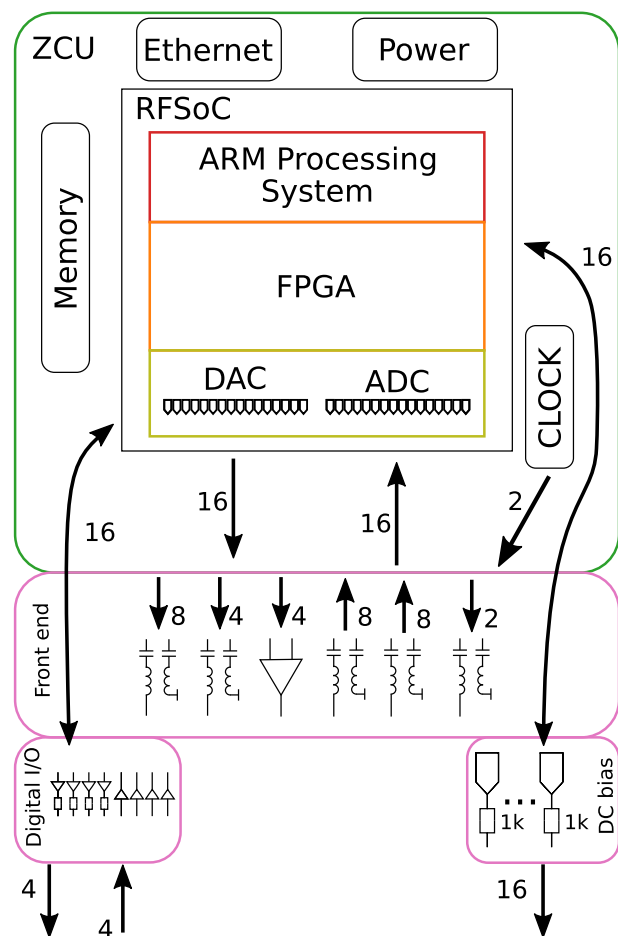 ZCU
Ethernet
Power
RFSoC
ARM Processing
System
Memory
FPGA
16
DAC
ADC
CLOCK
16
16
16
2
Front end
8
4
4
8
8
2
Digital I/O
1k
...
1k
DC bias
4
4
16